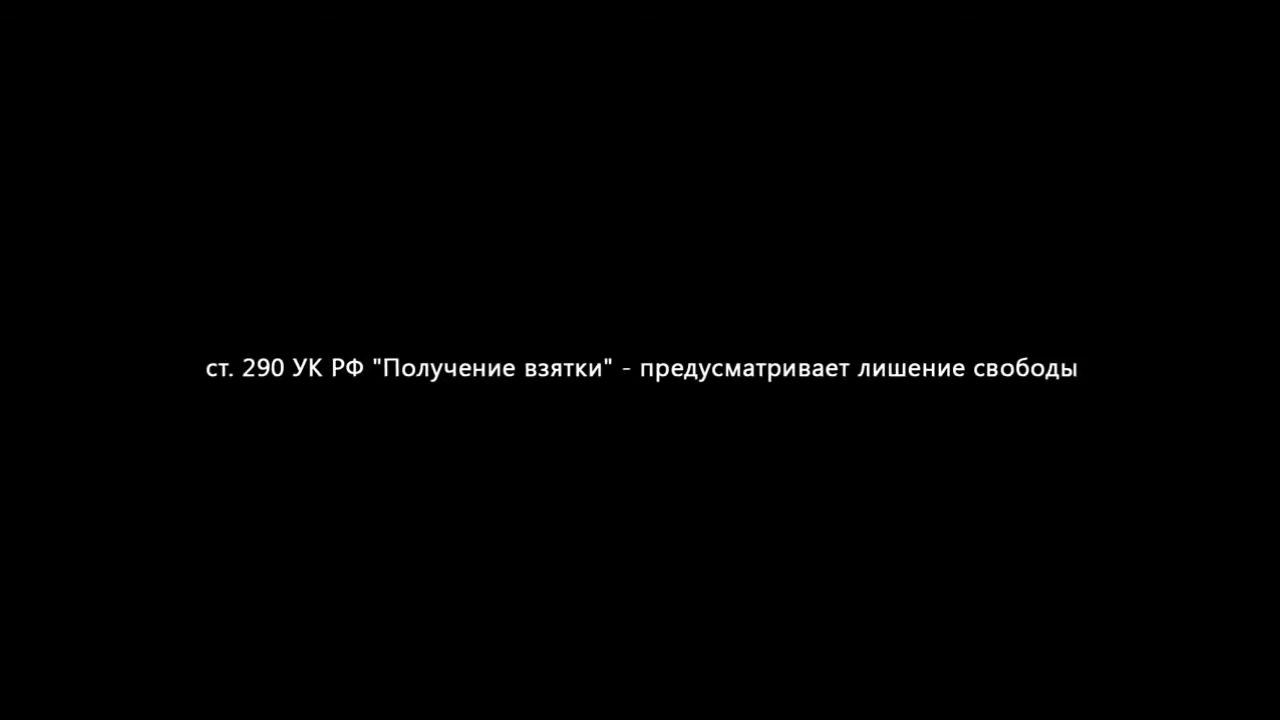 ст. 290 УК РФ "Получение взятки" - предусматривает лишение свободы